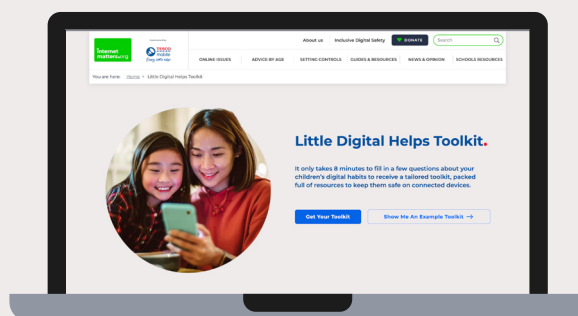 About us Inclusive Digital Safety DONATE Search
internet
matters.org
TESCO
mobile
Every little helps
ONLINE ISSUES ADVICE BY AGE SETTING CONTROLS GUIDES & RESOURCES NEWS & OPINION SCHOOLS RESOURCES
You are here: Home » Little Digital Helps Toolkit
Little Digital Helps Toolkit.
It only takes 8 minutes to fill in a few questions about your
children's digital habits to receive a tailored toolkit, packed
full of resources to keep them safe on connected devices.
Get Your Toolkit Show Me An Example Toolkit →